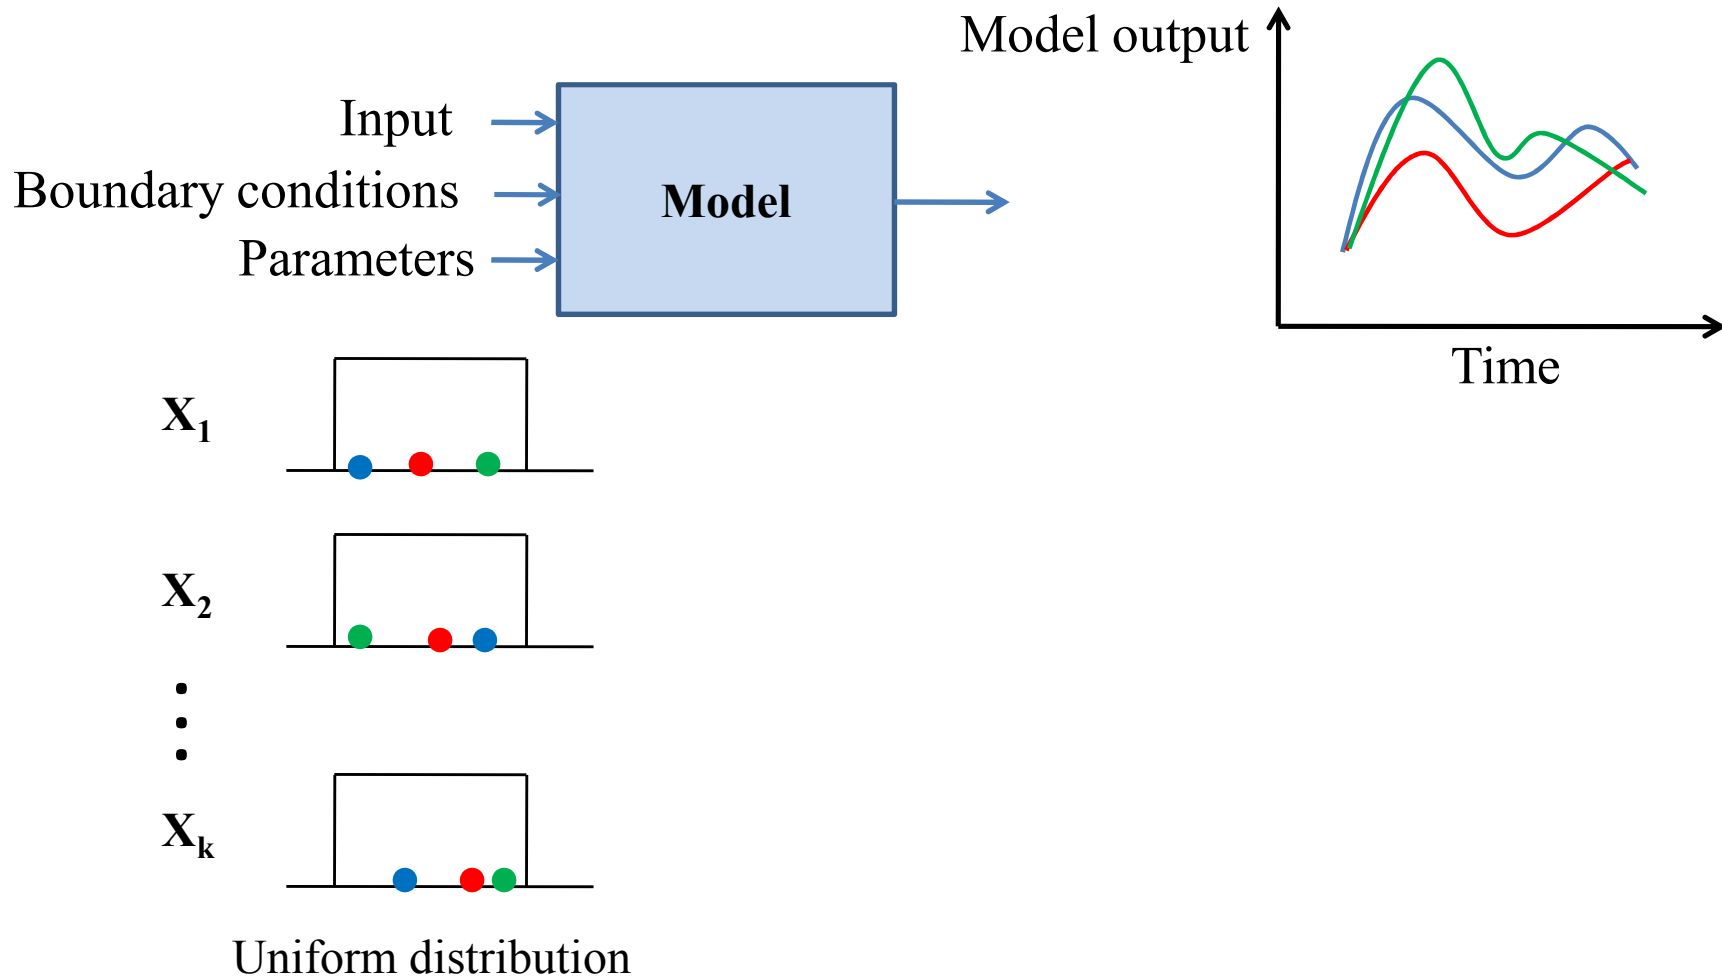 Model output
Input
Boundary conditions
Model
Parameters
Time
X1
X2
Xk
Uniform distribution